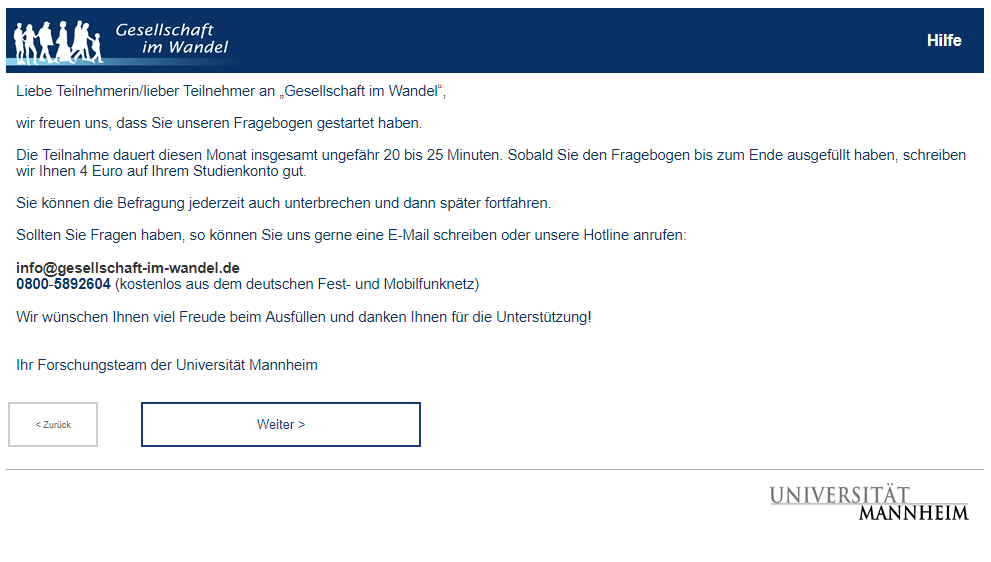 Gesellschaft
im Wandel
Hilfe
Liebe Teilnehmerin/lieber Teilnehmer an „Gesellschaft im Wandel“,
wir freuen uns, dass Sie unseren Fragebogen gestartet haben.
Die Teilnahme dauert diesen Monat insgesamt ungefähr 20 bis 25 Minuten. Sobald Sie den Fragebogen bis zum Ende ausgefüllt haben, schreiben
wir Ihnen 4 Euro auf Ihrem Studienkonto gut.
Sie können die Befragung jederzeit auch unterbrechen und dann später fortfahren.
Sollten Sie Fragen haben, so können Sie uns gerne eine E-Mail schreiben oder unsere Hotline anrufen:
info@gesellschaft-im-wandel.de
0800-5892604 (kostenlos aus dem deutschen Fest- und Mobilfunknetz)
Wir wünschen Ihnen viel Freude beim Ausfüllen und danken Ihnen für die Unterstützung!
Ihr Forschungsteam der Universität Mannheim
< Zurück
Weiter >
UNIVERSITÄT
MANNHEIM